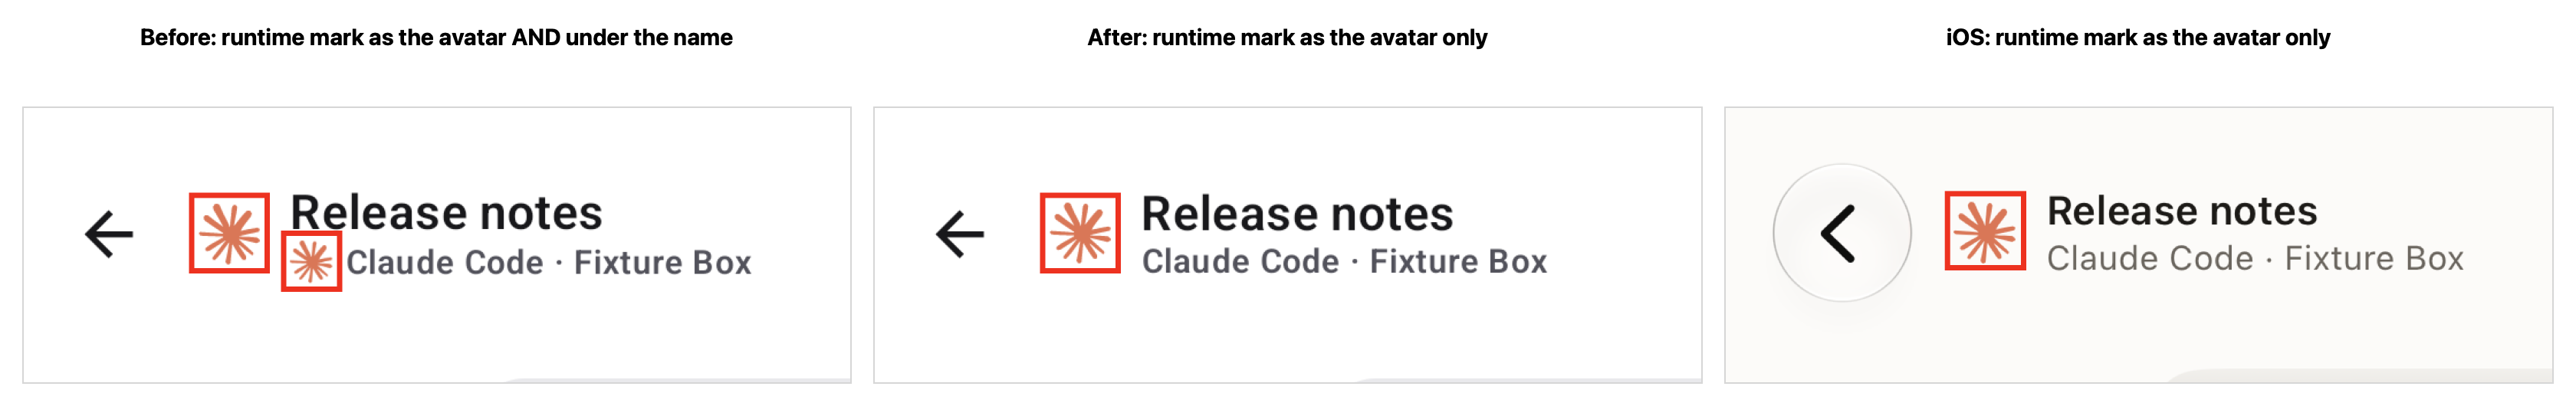 Before: runtime mark as the avatar AND under the name
Release notes
Claude Code · Fixture Box
After: runtime mark as the avatar only
Release notes
Claude Code · Fixture Box
iOS: runtime mark as the avatar only
Release notes
Claude Code · Fixture Box